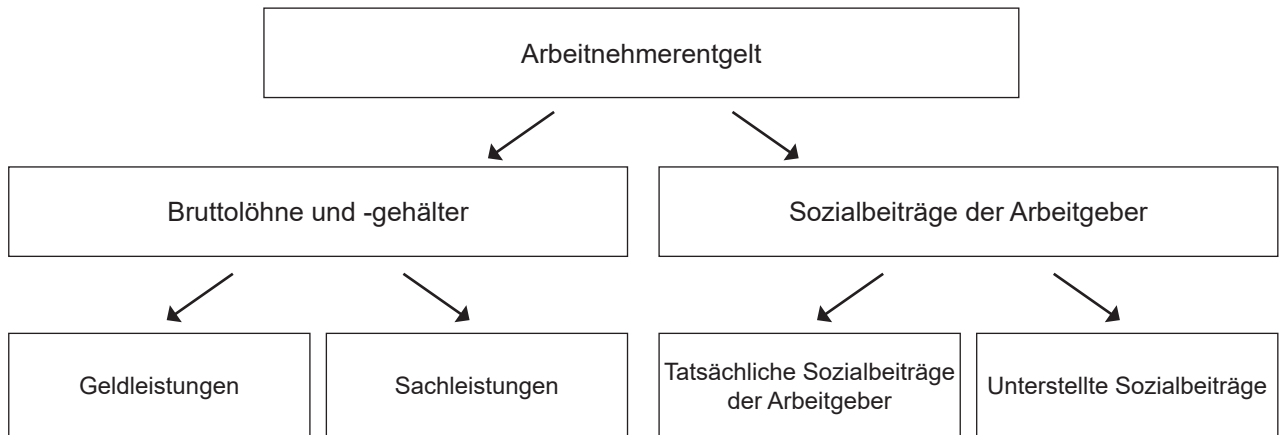 Arbeitnehmerentgelt
Bruttolöhne und -gehälter
Sozialbeiträge der Arbeitgeber
Geldleistungen
Sachleistungen
Tatsächliche Sozialbeiträge
der Arbeitgeber
Unterstellte Sozialbeiträge